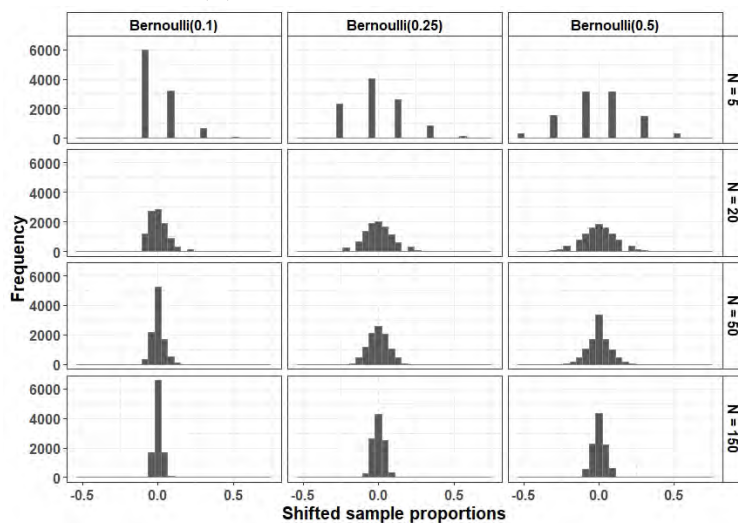 Bernoulli(0.1) Bernoulli(0.25) Bernoulli(0.5)
6000
4000
2000
0
N = 5
6000
4000
2000
0
N = 20
6000
4000
2000
0
N = 50
6000
4000
2000
0
N = 150
Frequency
-0.5 0.0 0.5 -0.5 0.0 0.5 -0.5 0.0 0.5
Shifted sample proportions